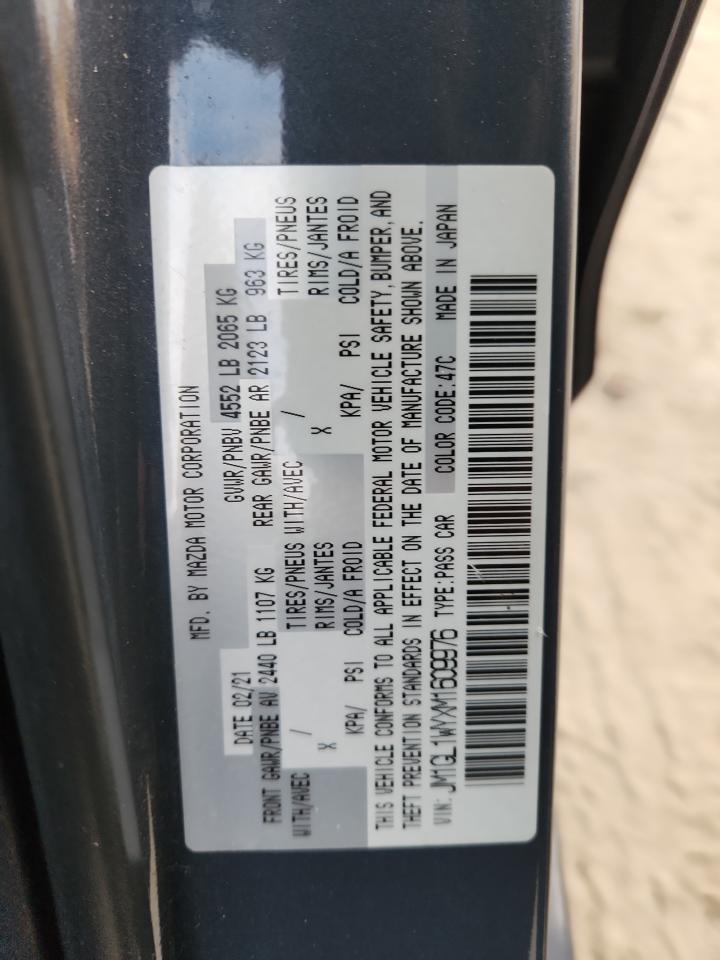 MFD. BY MAZDA MOTOR CORPORATION
DATE 02/21 GVWR/PNBV 4552 LB 2065 KG
FRONT GAWR/PNBE AV 2440 LB 1107 KG REAR GAWR/PNBE AR 2123 LB 963 KG
WITH/AVEC / TIRES/PNEUS WITH/AVEC / TIRES/PNEUS
X RIMS/JANTES X RIMS/JANTES
KPA/ PSI COLD/A FROID KPA/ PSI COLD/A FROID
THIS VEHICLE CONFORMS TO ALL APPLICABLE FEDERAL MOTOR VEHICLE SAFETY, BUMPER, AND
THEFT PREVENTION STANDARDS IN EFFECT ON THE DATE OF MANUFACTURE SHOWN ABOVE.
VIN: JM1GL1WYXM1609976 TYPE:PASS CAR COLOR CODE:47C MADE IN JAPAN